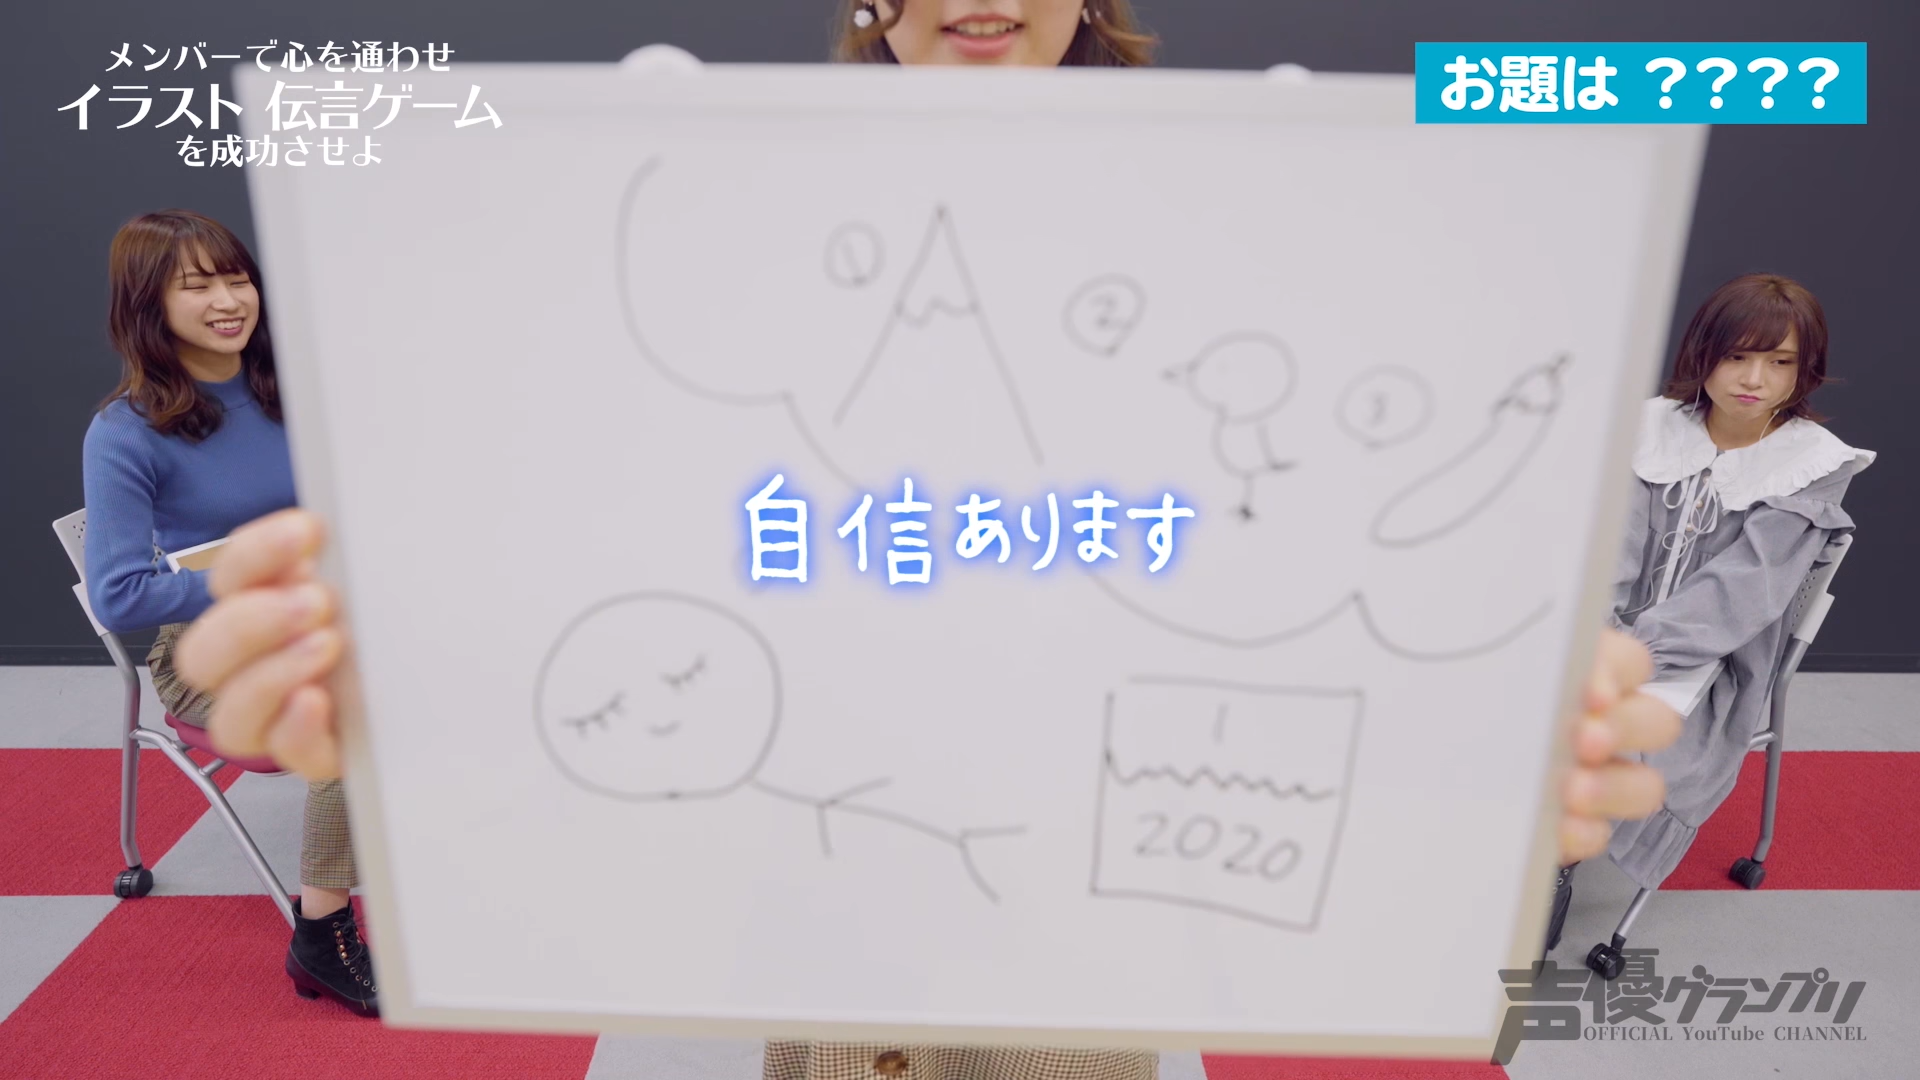 メンバーで心を通わせ
イラスト 伝言ゲーム
を成功させよ
お題は ????
①
②
③
自信あります
1
2020
声優グランプリ
OFFICIAL YouTube CHANNEL